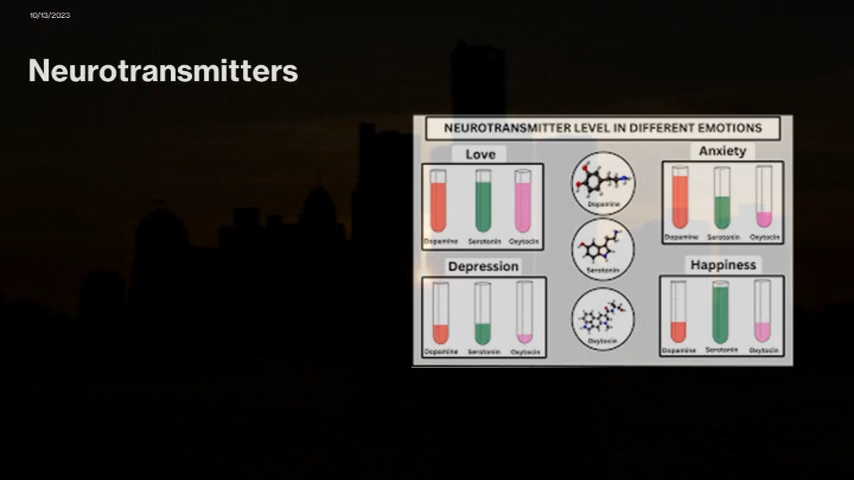 10/13/2023
Neurotransmitters
NEUROTRANSMITTER LEVEL IN DIFFERENT EMOTIONS
Love
Dopamine Serotonin Oxytocin
Depression
Dopamine Serotonin Oxytocin
Dopamine
Serotonin
Oxytocin
Anxiety
Dopamine Serotonin Oxytocin
Happiness
Dopamine Serotonin Oxytocin